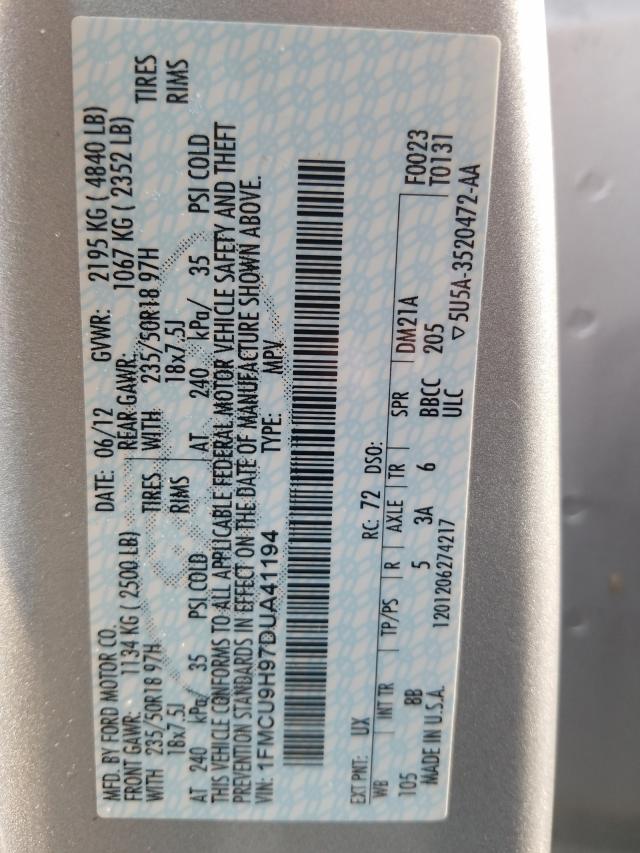 MFD. BY FORD MOTOR CO.
DATE: 06/12 GVWR: 2195 KG ( 4840 LB)
FRONT GAWR: 1134 KG ( 2500 LB) REAR GAWR: 1067 KG ( 2352 LB)
WITH 235/50R18 97H TIRES WITH 235/50R18 97H TIRES
18x7.5J RIMS 18x7.5J RIMS
AT 240 kPa/ 35 PSI COLD AT 240 kPa/ 35 PSI COLD
THIS VEHICLE CONFORMS TO ALL APPLICABLE FEDERAL MOTOR VEHICLE SAFETY AND THEFT
PREVENTION STANDARDS IN EFFECT ON THE DATE OF MANUFACTURE SHOWN ABOVE.
VIN: 1FMCU9H97DUA41194 TYPE: MPV
EXT PNT: UX RC: 72 DSO: F0023
WB INT TR TP/PS R AXLE TR SPR DM21A T0131
105 8B 5 3A 6 BBCC 205
MADE IN U.S.A. 1201206274217 ULC ▽5U5A-3520472-AA